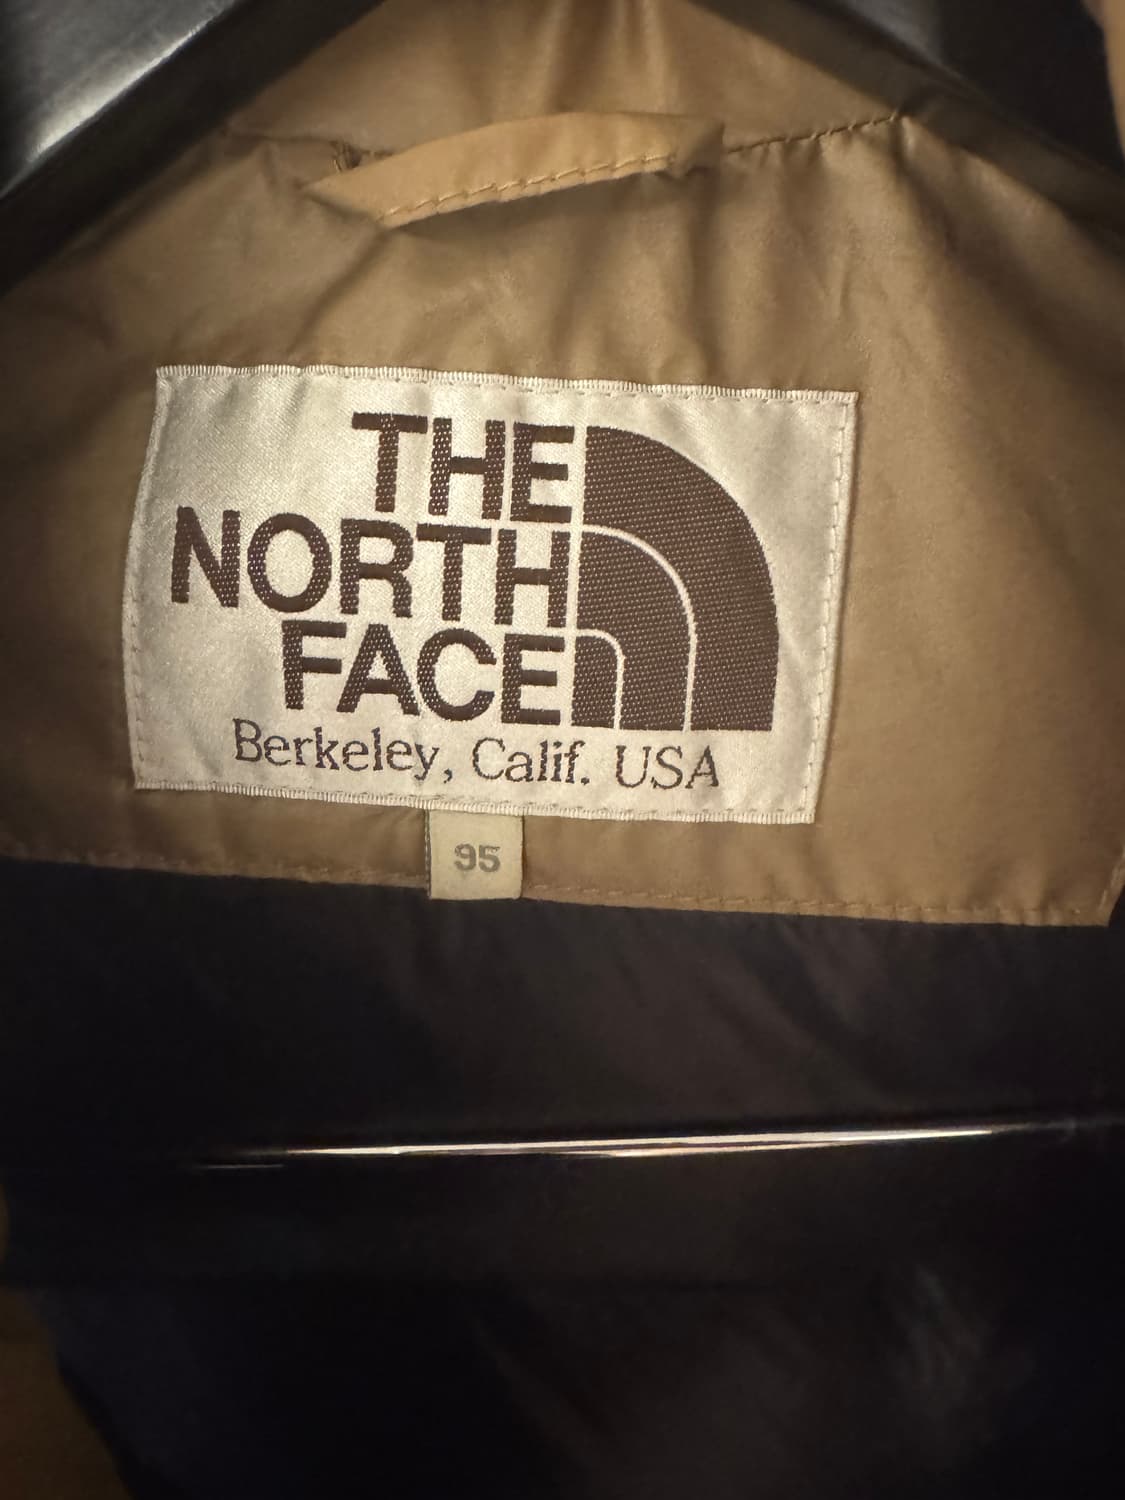 THE
NORTH
FACE
Berkeley, Calif. USA
95